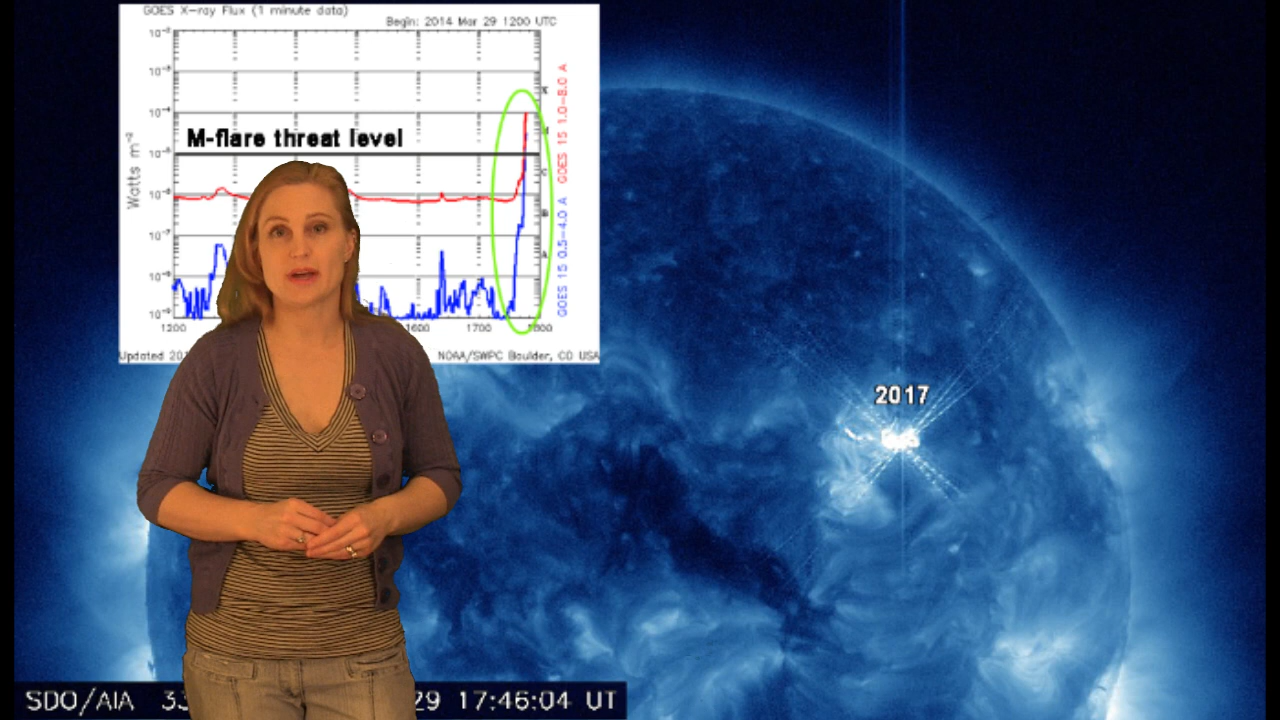 GOES X-ray Flux (1 minute data)
Begin: 2014 Mar 29 1200 UTC
10-2
10-3
10-4
M-flare threat level
10-5
10-6
10-7
10-8
10-9
Watts m-2
X
M
C
B
A
GOES 15 1.0-8.0 A
GOES 15 0.5-4.0 A
1200
1600
1700
1800
Updated 201
NOAA/SWPC Boulder, CO USA
2017
SDO/AIA 33
29 17:46:04 UT